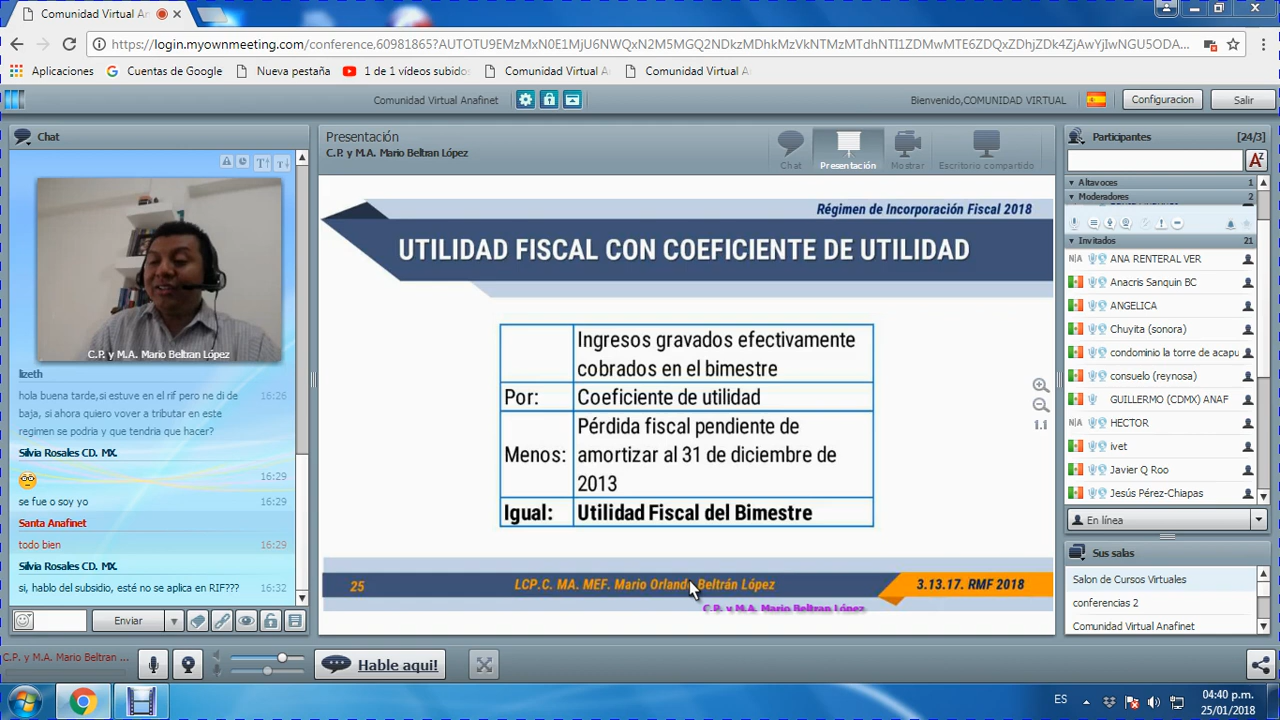 Comunidad Virtual Anafinet
https://login.myownmeeting.com/conference,60981865?AUTOTU9EMzMxN0E1MjU6NWQxN2M5MGQ2NDkzMDhkMzVkNTMzMTdhNTI1ZDMwMTE6ZDQxZDhjZDk4ZjAwYjIwNGU5ODA...
Aplicaciones
Cuentas de Google
Nueva pestaña
1 de 1 vídeos subidos
Comunidad Virtual A
Comunidad Virtual A
Comunidad Virtual Anafinet
Bienvenido,COMUNIDAD VIRTUAL
Configuracion
Salir
Chat
C.P. y M.A. Mario Beltran López
lizeth
hola buena tarde,si estuve en el rif pero ne di de
baja, si ahora quiero vover a tributar en este
regimen se podria y que tendria que hacer?
16:26
Silvia Rosales CD. MX.
16:29
se fue o soy yo
16:29
Santa Anafinet
todo bien
16:29
Silvia Rosales CD. MX.
si, hablo del subsidio, esté no se aplica en RIF???
16:32
Enviar
Presentación
C.P. y M.A. Mario Beltran López
Chat
Presentación
Mostrar
Escritorio compartido
Régimen de Incorporación Fiscal 2018
UTILIDAD FISCAL CON COEFICIENTE DE UTILIDAD
Ingresos gravados efectivamente
cobrados en el bimestre
Por: Coeficiente de utilidad
Pérdida fiscal pendiente de
Menos: amortizar al 31 de diciembre de
2013
Igual: Utilidad Fiscal del Bimestre
25
LCP.C. MA. MEF. Mario Orlando Beltrán López
3.13.17. RMF 2018
C.P. y M.A. Mario Beltran López
1.1
Participantes
[24/3]
Altavoces 1
Moderadores 2
Invitados 21
N/A ANA RENTERAL VER
Anacris Sanquin BC
ANGELICA
Chuyita (sonora)
condominio la torre de acapu
consuelo (reynosa)
GUILLERMO (CDMX) ANAF
N/A HECTOR
ivet
Javier Q Roo
Jesús Pérez-Chiapas
En línea
Sus salas
Salon de Cursos Virtuales
conferencias 2
Comunidad Virtual Anafinet
C.P. y M.A. Mario Beltran ...
Hable aqui!
ES
04:40 p.m.
25/01/2018